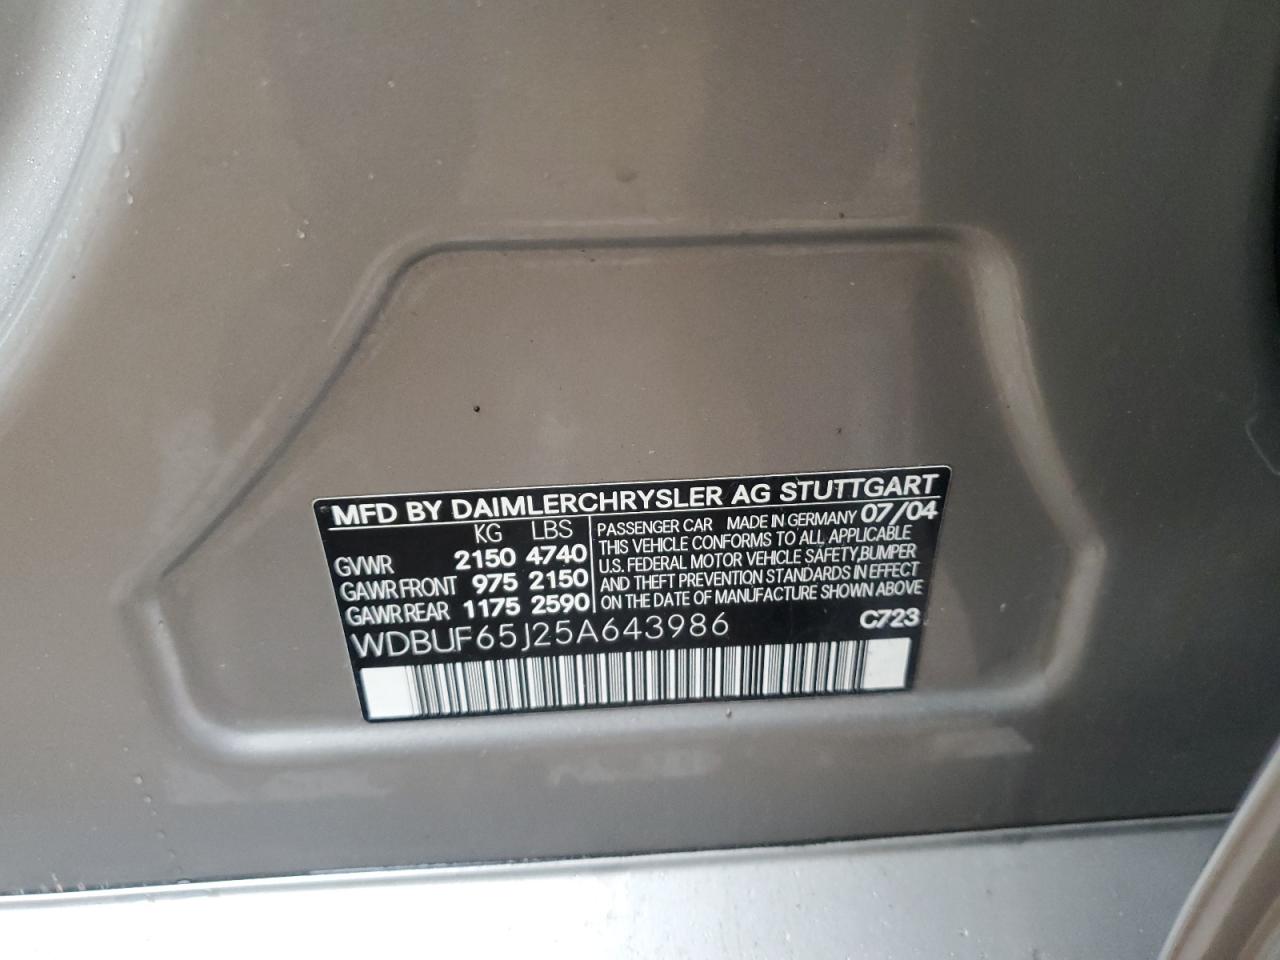 MFD BY DAIMLERCHRYSLER AG STUTTGART
KG LBS
GVWR 2150 4740
GAWR FRONT 975 2150
GAWR REAR 1175 2590
PASSENGER CAR MADE IN GERMANY 07/04
THIS VEHICLE CONFORMS TO ALL APPLICABLE
U.S. FEDERAL MOTOR VEHICLE SAFETY,BUMPER
AND THEFT PREVENTION STANDARDS IN EFFECT
ON THE DATE OF MANUFACTURE SHOWN ABOVE
WDBUF65J25A643986 C723